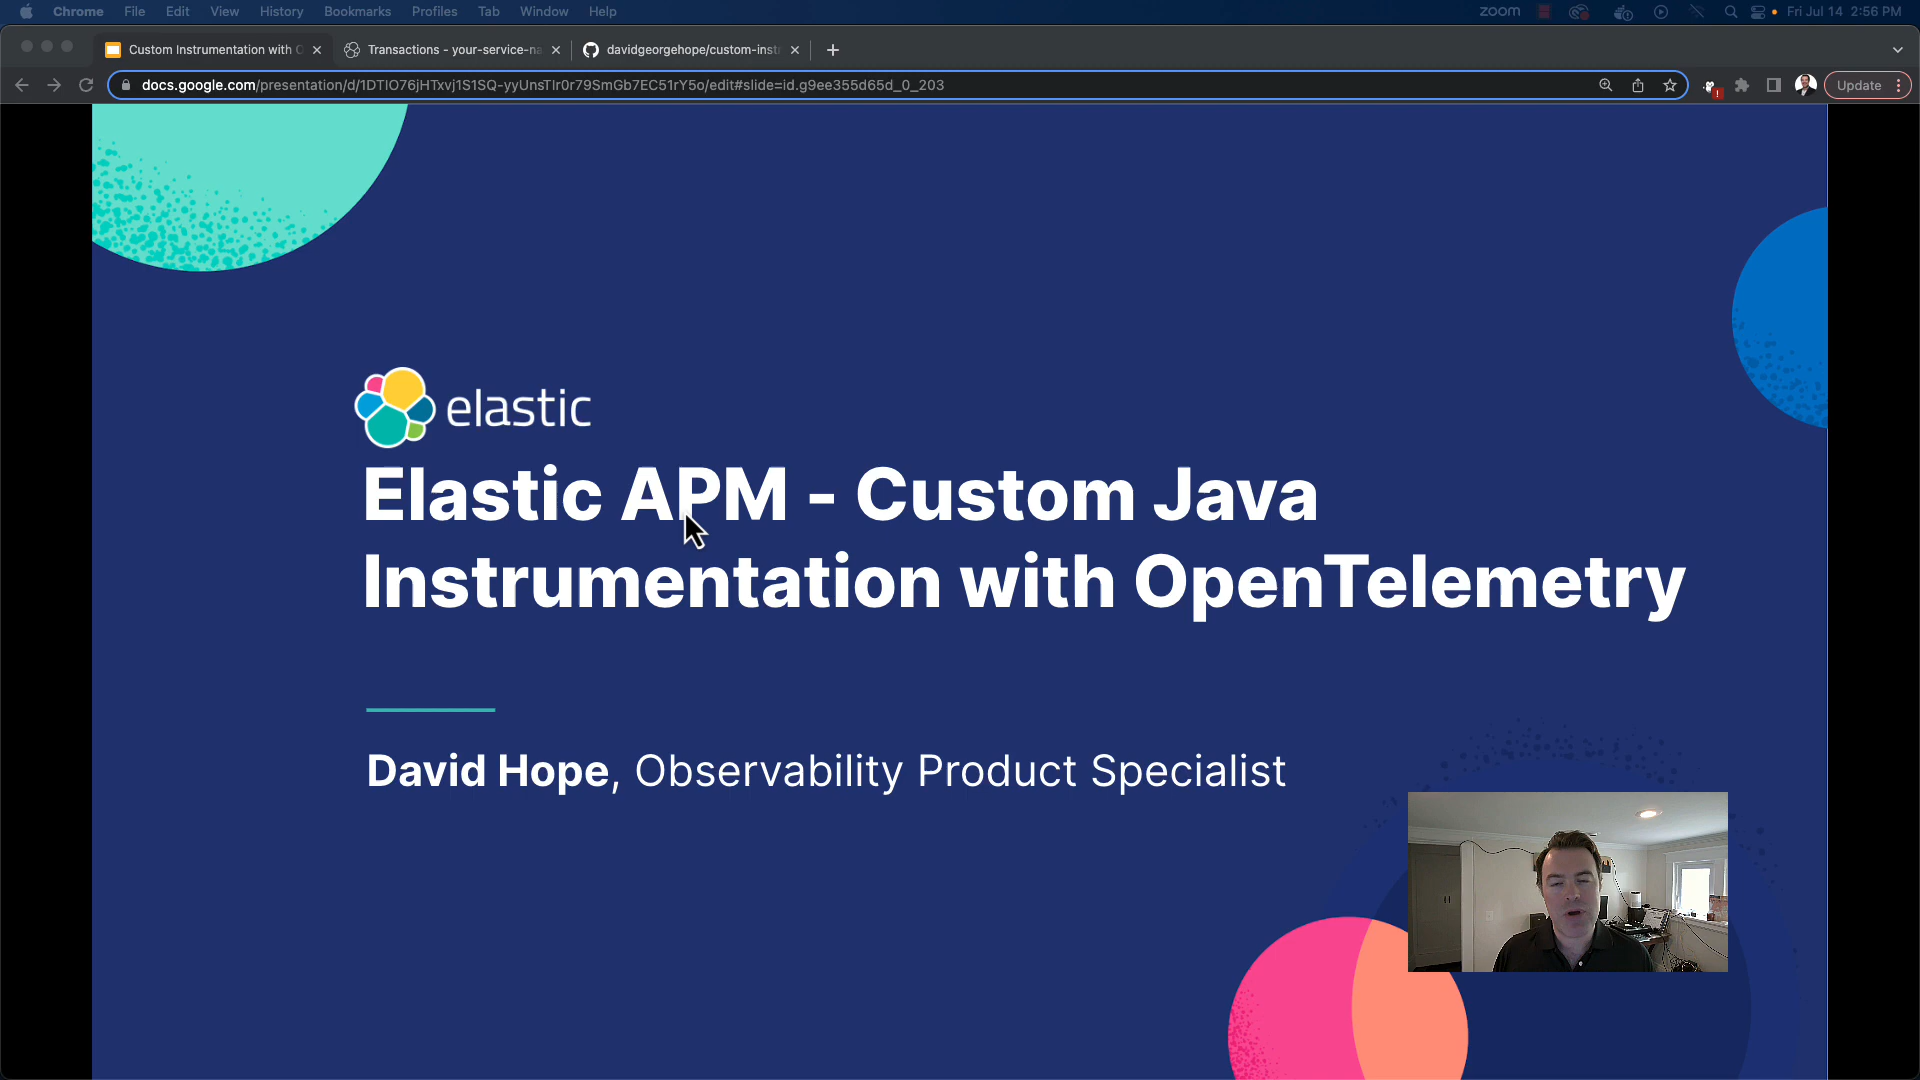 Chrome File Edit View History Bookmarks Profiles Tab Window Help zoom Fri Jul 14 2:56 PM
Custom Instrumentation with O Transactions - your-service-na davidgeorgehope/custom-inst
docs.google.com/presentation/d/1DTIO76jHTxvj1S1SQ-yyUnsTlr0r79SmGb7EC51rY5o/edit#slide=id.g9ee355d65d_0_203 Update
elastic
Elastic APM - Custom Java
Instrumentation with OpenTelemetry
David Hope, Observability Product Specialist